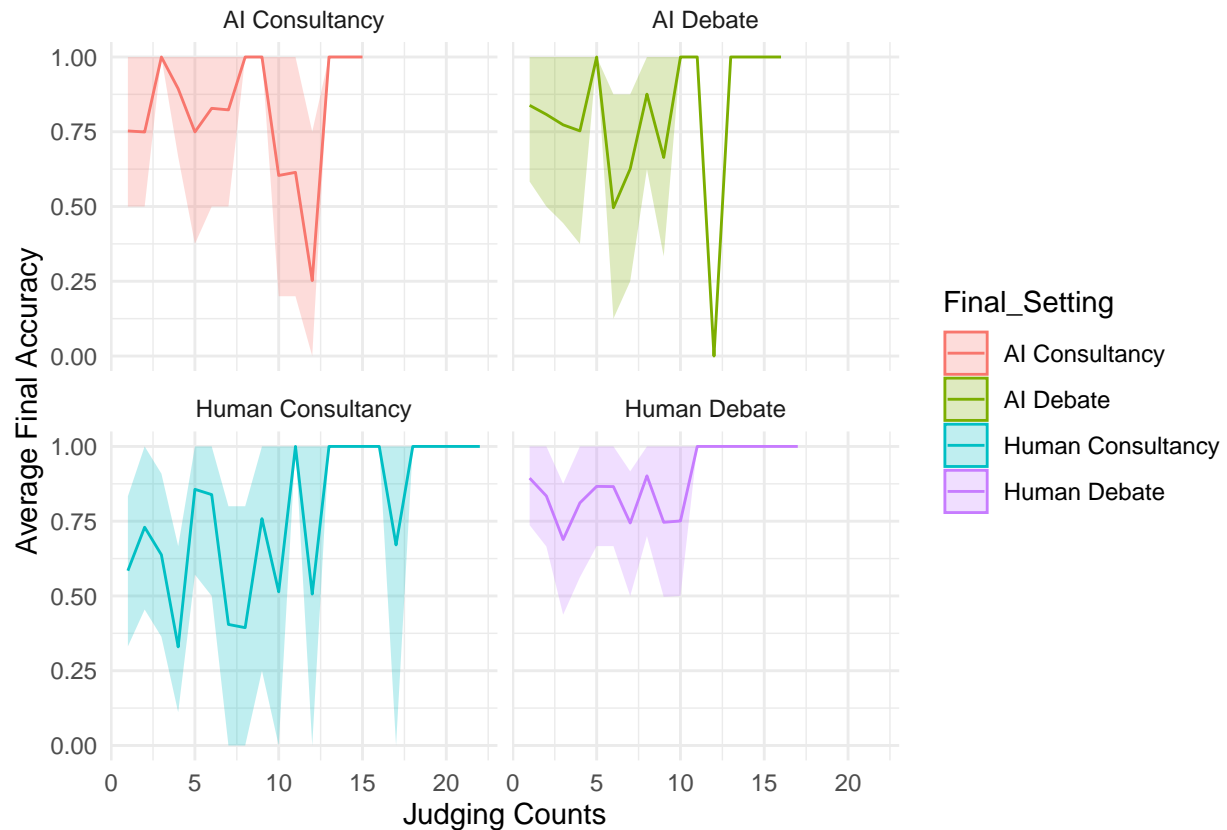 AI Consultancy
AI Debate
1.00
0.75
0.50
0.25
0.00
Human Consultancy
Human Debate
1.00
0.75
0.50
0.25
0.00
0 5 10 15 20
0 5 10 15 20
Judging Counts
Average Final Accuracy
Final_Setting
AI Consultancy
AI Debate
Human Consultancy
Human Debate